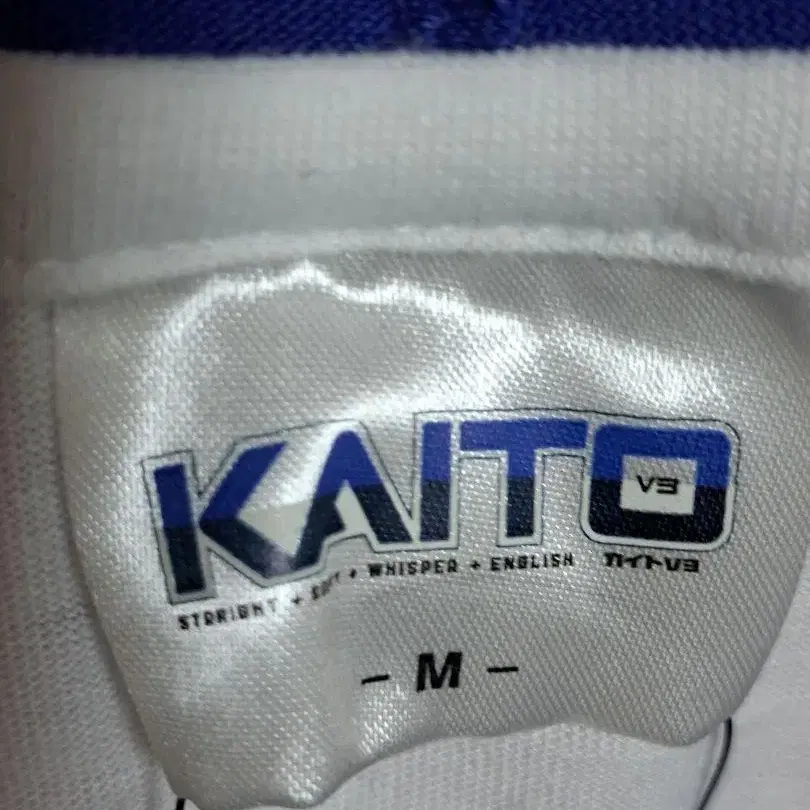 KAITO V3
STRAIGHT + SOFT + WHISPER + ENGLISH カイトV3
- M -